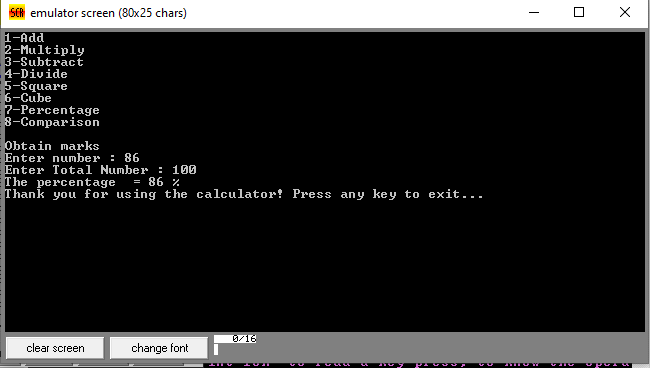 emulator screen (80x25 chars)
1-Add
2-Multiply
3-Subtract
4-Divide
5-Square
6-Cube
7-Percentage
8-Comparison
Obtain marks
Enter number : 86
Enter Total Number : 100
The percentage  = 86 %
Thank you for using the calculator! Press any key to exit...
clear screen
change font
0/16
to read a key press, to know the opera